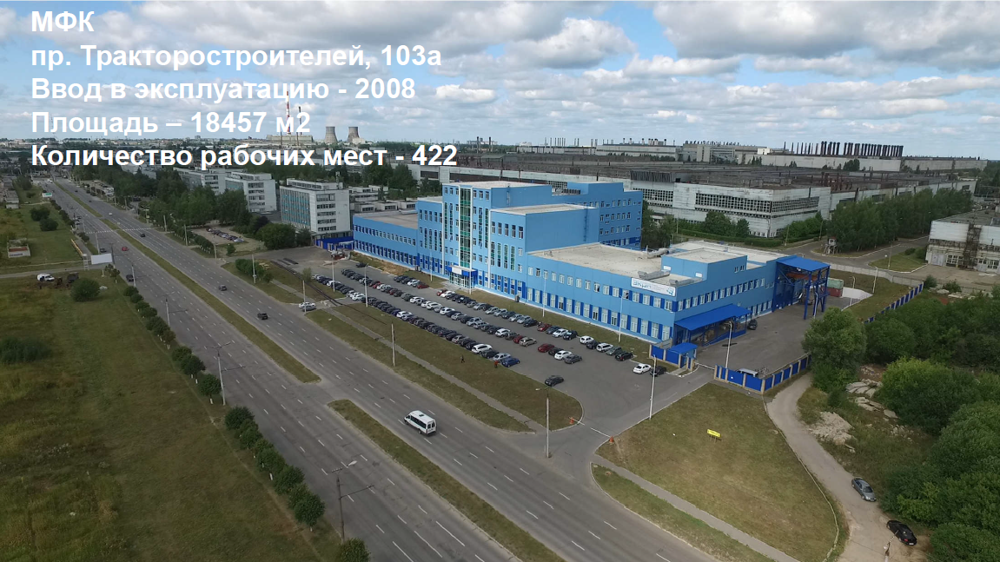 МФК
пр. Тракторостроителей, 103а
Ввод в эксплуатацию - 2008
Площадь – 18457 м2
Количество рабочих мест - 422